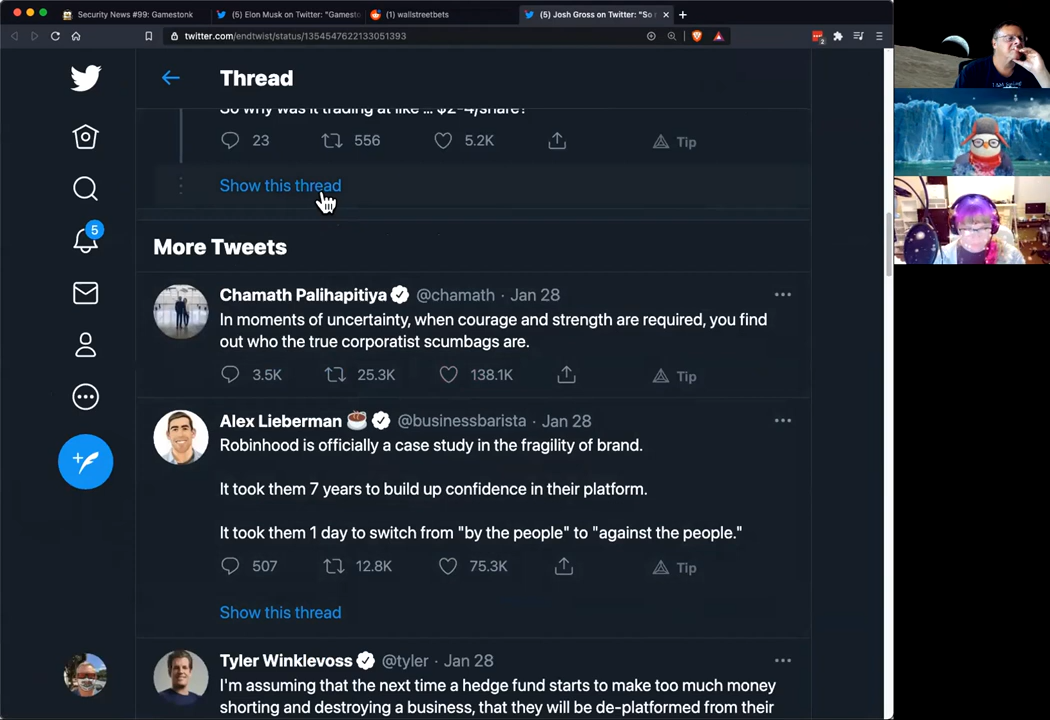 Security News #99: Gamestonk
(5) Elon Musk on Twitter: "Gamesto
(1) wallstreetbets
(5) Josh Gross on Twitter: "So
twitter.com/endtwist/status/1354547622133051393
2
Thread
So why was it trading at like ... $2-4/share?
23 556 5.2K Tip
Show this thread
5
More Tweets
Chamath Palihapitiya @chamath · Jan 28
In moments of uncertainty, when courage and strength are required, you find
out who the true corporatist scumbags are.
3.5K 25.3K 138.1K Tip
Alex Lieberman @businessbarista · Jan 28
Robinhood is officially a case study in the fragility of brand.
It took them 7 years to build up confidence in their platform.
It took them 1 day to switch from "by the people" to "against the people."
507 12.8K 75.3K Tip
Show this thread
Tyler Winklevoss @tyler · Jan 28
I'm assuming that the next time a hedge fund starts to make too much money
shorting and destroying a business, that they will be de-platformed from their